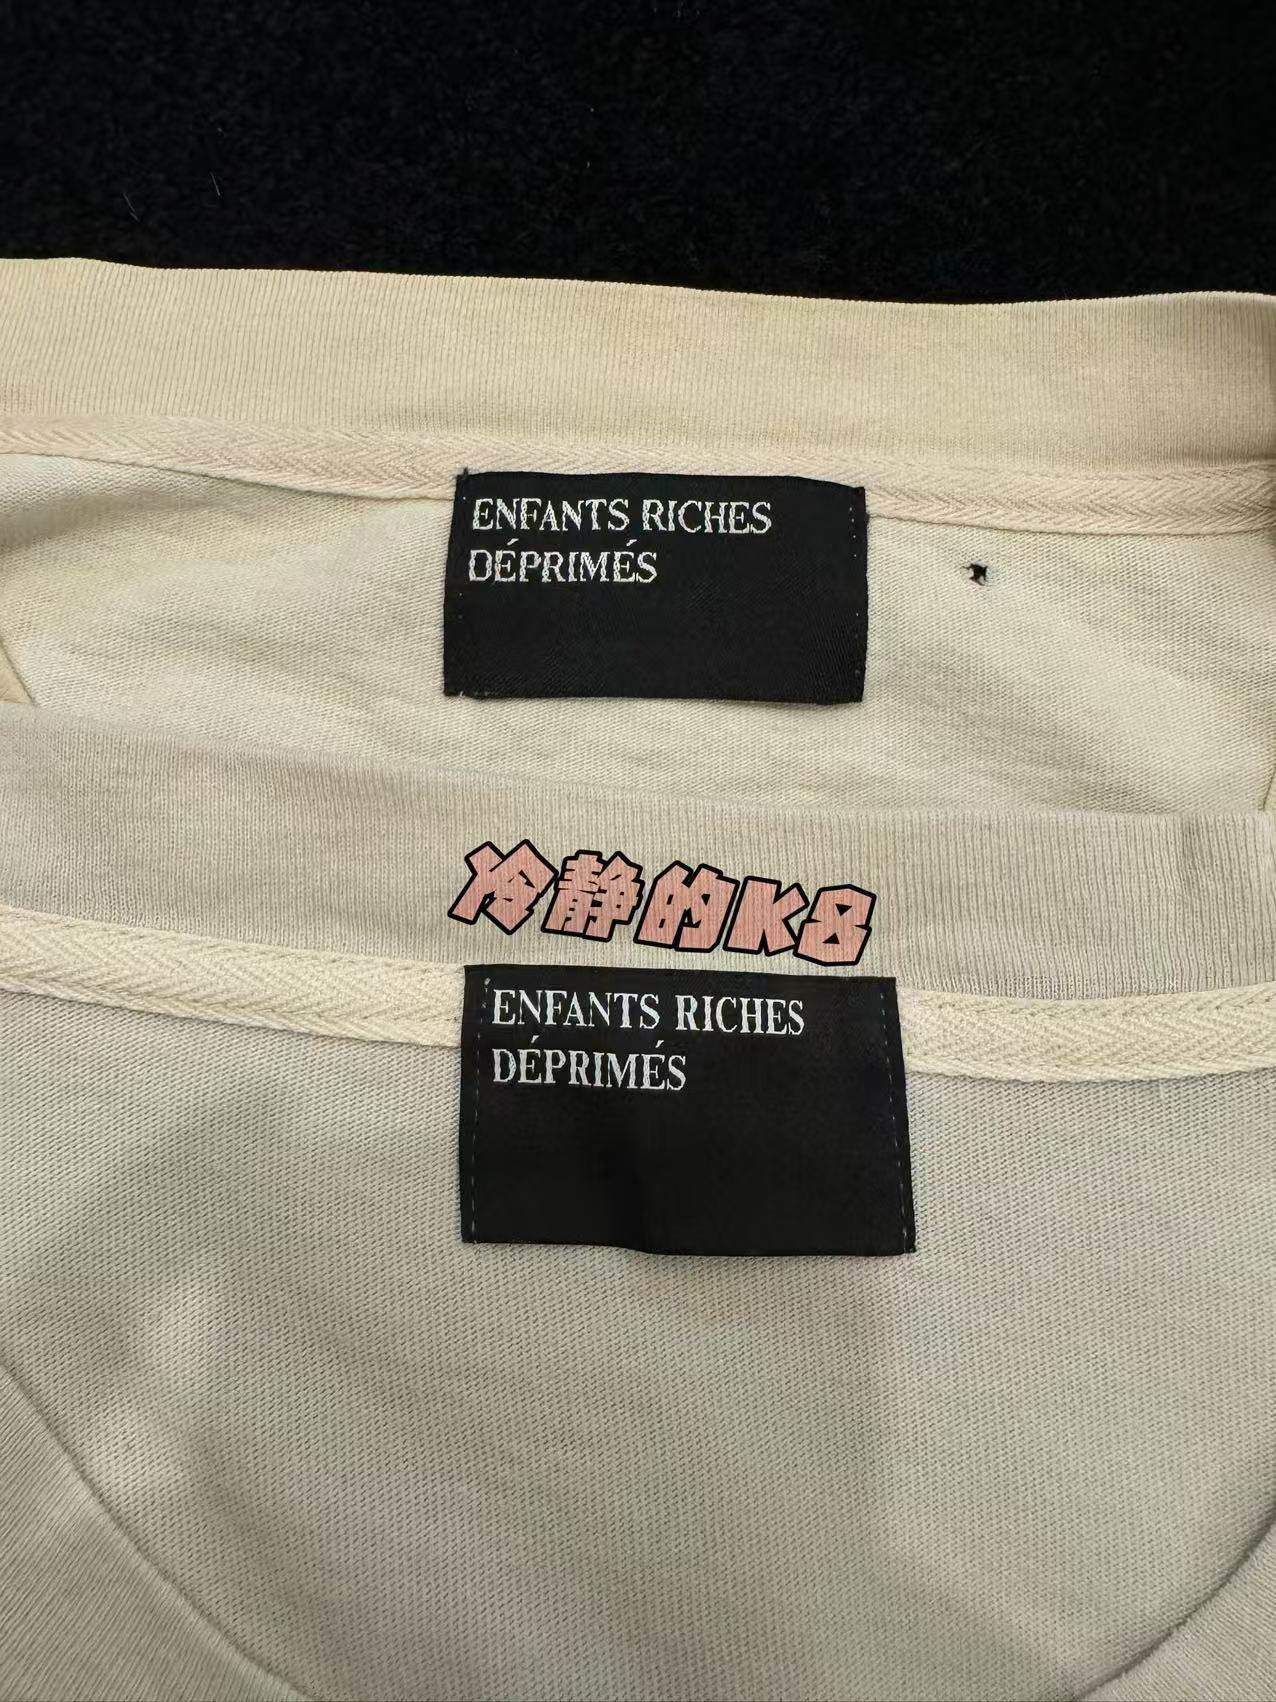 ENFANTS RICHES
DÉPRIMÉS
冷静的K8
ENFANTS RICHES
DÉPRIMÉS